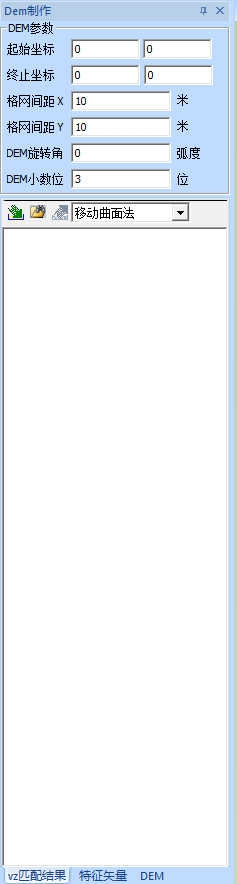 Dem制作
DEM参数
起始坐标 0 0
终止坐标 0 0
格网间距X 10 米
格网间距Y 10 米
DEM旋转角 0 弧度
DEM小数位 3 位
移动曲面法
vz匹配结果 特征矢量 DEM